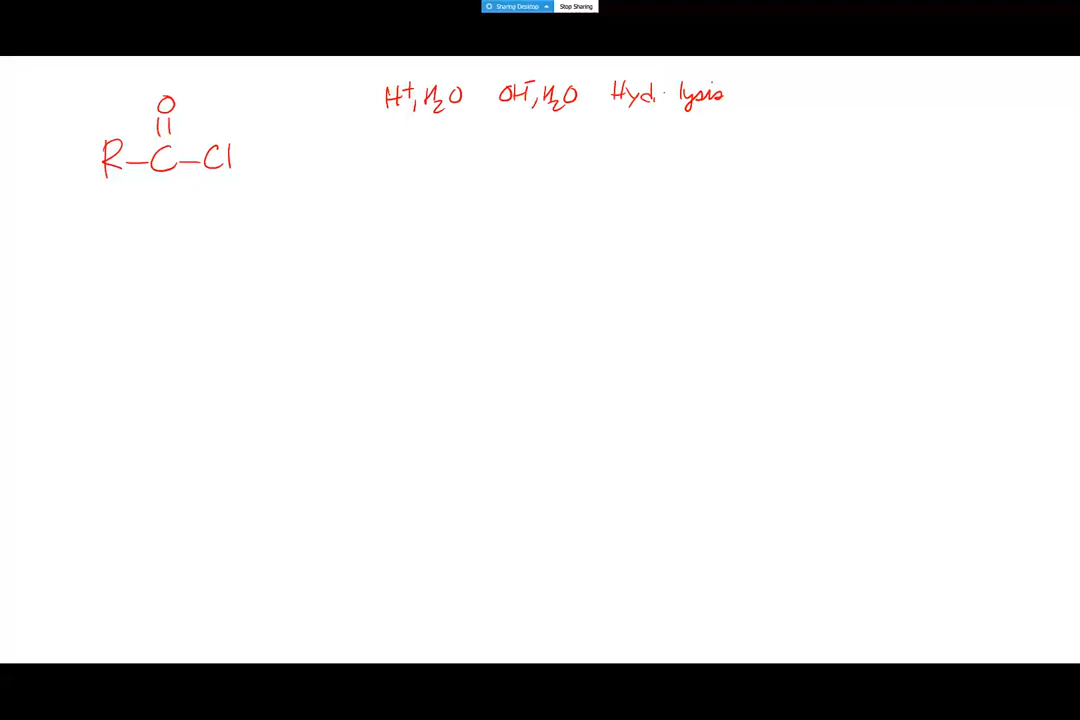 Sharing Desktop Stop Sharing
H⁺, H₂O OH⁻, H₂O Hyd. lysis
O
R–C–Cl